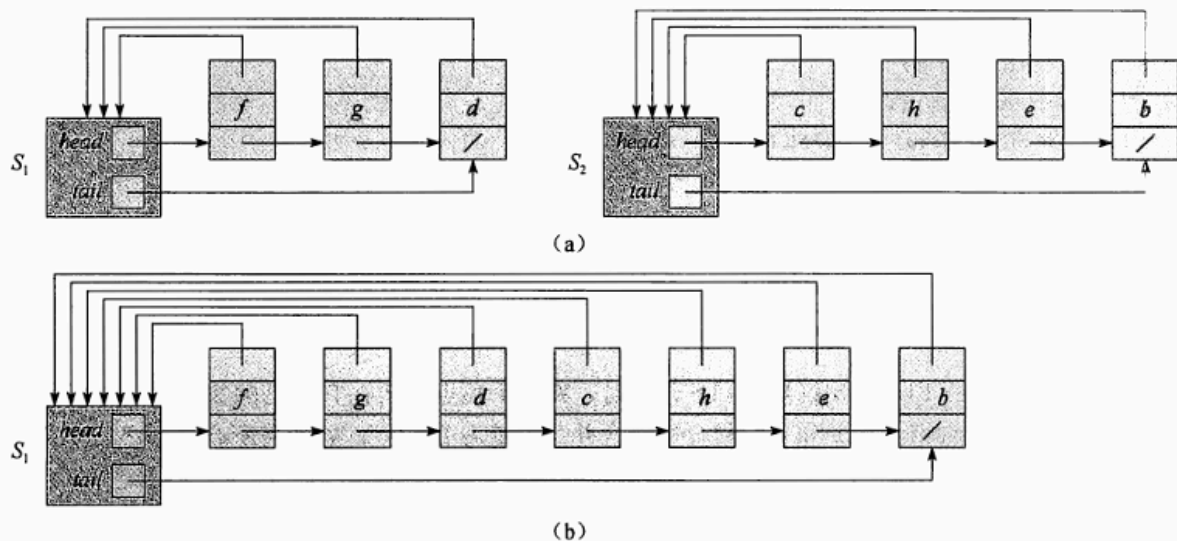 f g d c h e b
head head
S₁ S₂
tail tail
(a)
f g d c h e b
head
S₁
tail
(b)